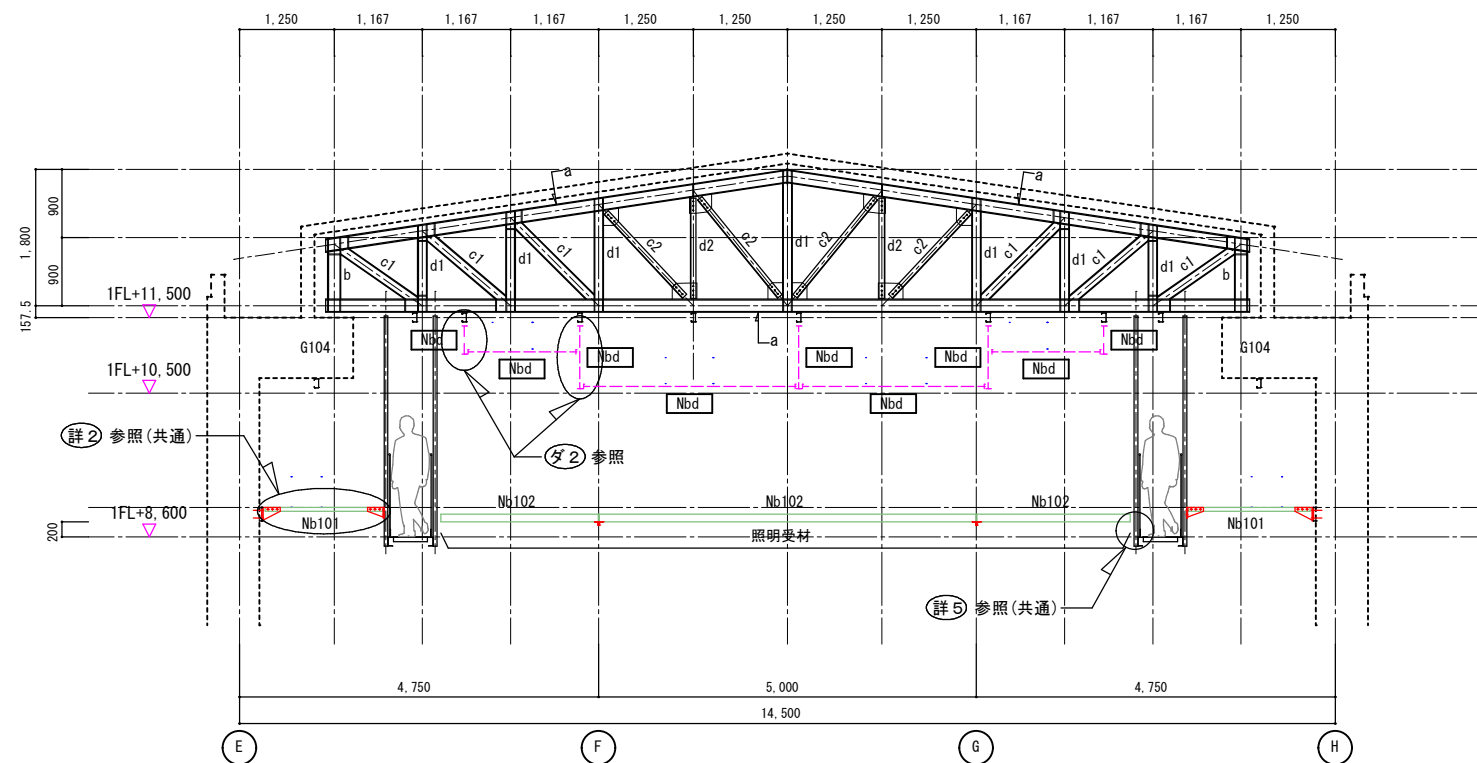 1,250 1,167 1,167 1,167 1,250 1,250 1,250 1,250 1,167 1,167 1,167 1,250
a a
900
1,800
900
157.5
b c1 d1 c1 d1 c1 d1 c2 d2 c2 d1 c2 d2 c2 d1 c1 d1 c1 d1 c1 b
1FL+11,500
a
G104 Nbd Nbd Nbd Nbd Nbd G104
Nbd Nbd
1FL+10,500
Nbd Nbd
詳2 参照(共通)
ダ2 参照
1FL+8,600
200
Nb101 Nb102 Nb102 Nb102 Nb101
照明受材
詳5 参照(共通)
4,750 5,000 4,750
14,500
E F G H